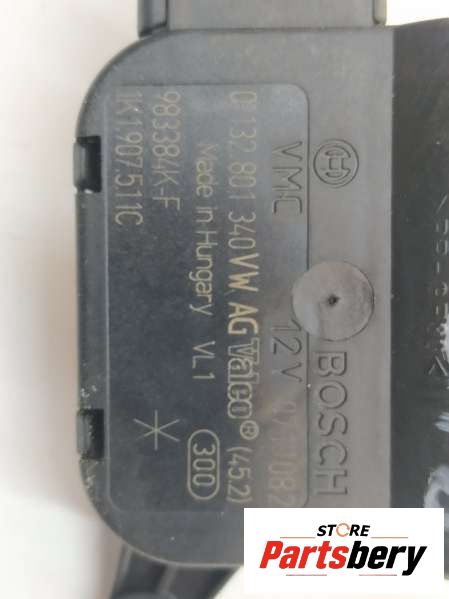 BOSCH
VMC 12V
0 132 801 340 VW AG Valeo® (45.2)
Made in Hungary VL1
983384K-F
1K1.907.511C
300
STORE
Partsbery